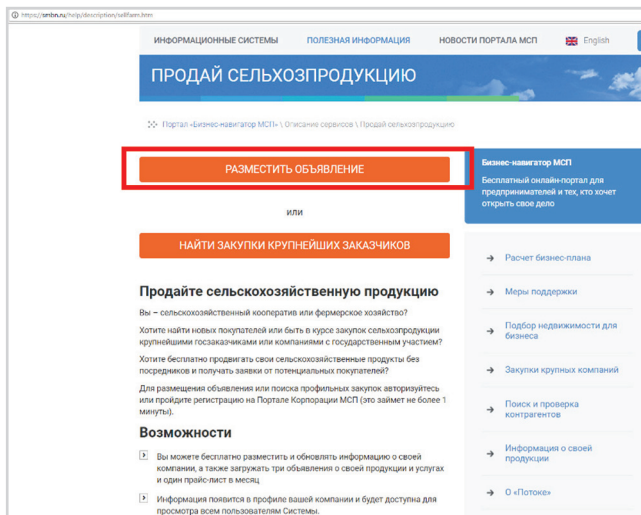 https://smbn.ru/help/description/sellfarm.htm
ИНФОРМАЦИОННЫЕ СИСТЕМЫ ПОЛЕЗНАЯ ИНФОРМАЦИЯ НОВОСТИ ПОРТАЛА МСП English
ПРОДАЙ СЕЛЬХОЗПРОДУКЦИЮ
Портал «Бизнес-навигатор МСП» \ Описание сервисов \ Продай сельхозпродукцию
РАЗМЕСТИТЬ ОБЪЯВЛЕНИЕ
или
НАЙТИ ЗАКУПКИ КРУПНЕЙШИХ ЗАКАЗЧИКОВ
Продайте сельскохозяйственную продукцию
Вы – сельскохозяйственный кооператив или фермерское хозяйство?
Хотите найти новых покупателей или быть в курсе закупок сельхозпродукции
крупнейшими госзаказчиками или компаниями с государственным участием?
Хотите бесплатно продвигать свои сельскохозяйственные продукты без
посредников и получать заявки от потенциальных покупателей?
Для размещения объявления или поиска профильных закупок авторизуйтесь
или пройдите регистрацию на Портале Корпорации МСП (это займет не более 1
минуты).
Возможности
Вы можете бесплатно разместить и обновлять информацию о своей
компании, а также загружать три объявления о своей продукции и услугах
и один прайс-лист в месяц
Информация появится в профиле вашей компании и будет доступна для
просмотра всем пользователям Системы.
Бизнес-навигатор МСП
Бесплатный онлайн-портал для
предпринимателей и тех, кто хочет
открыть свое дело
Расчет бизнес-плана
Меры поддержки
Подбор недвижимости для
бизнеса
Закупки крупных компаний
Поиск и проверка
контрагентов
Информация о своей
продукции
О «Потоке»